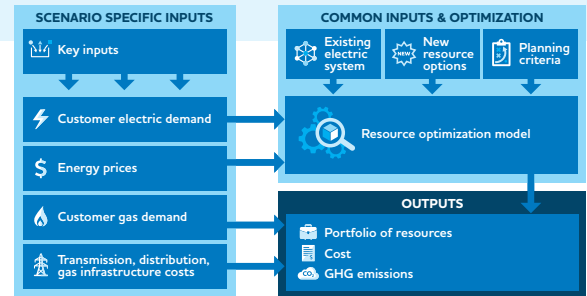 SCENARIO SPECIFIC INPUTS
Key inputs
Customer electric demand
$
Energy prices
Customer gas demand
Transmission, distribution,
gas infrastructure costs
COMMON INPUTS & OPTIMIZATION
Existing
electric
system
NEW
New
resource
options
Planning
criteria
Resource optimization model
OUTPUTS
Portfolio of resources
Cost
CO₂
GHG emissions